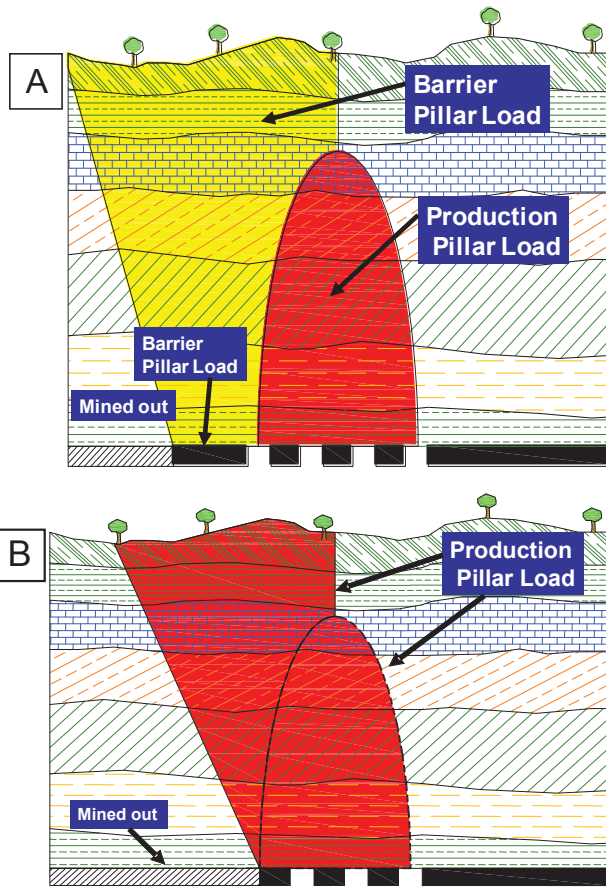 A
Barrier
Pillar Load
Production
Pillar Load
Barrier
Pillar Load
Mined out
B
Production
Pillar Load
Mined out